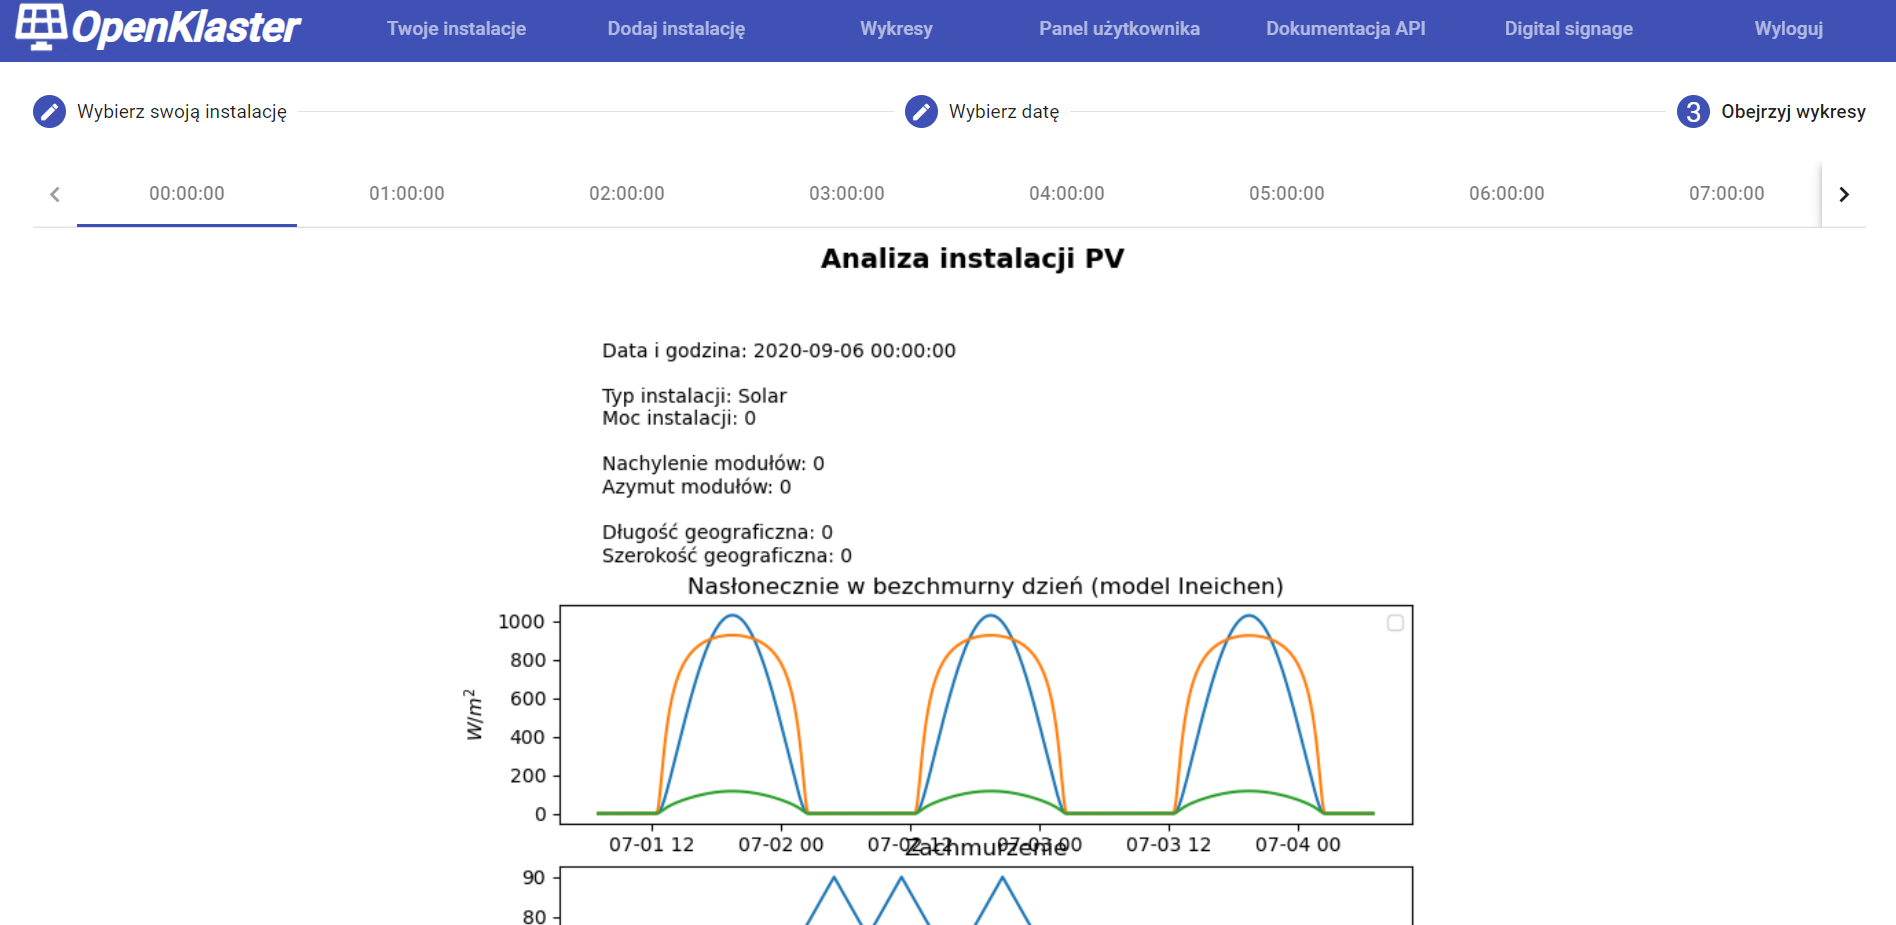 OpenKlaster
Twoje instalacje
Dodaj instalację
Wykresy
Panel użytkownika
Dokumentacja API
Digital signage
Wyloguj
Wybierz swoją instalację
Wybierz datę
3 Obejrzyj wykresy
00:00:00
01:00:00
02:00:00
03:00:00
04:00:00
05:00:00
06:00:00
07:00:00
Analiza instalacji PV
Data i godzina: 2020-09-06 00:00:00
Typ instalacji: Solar
Moc instalacji: 0
Nachylenie modułów: 0
Azymut modułów: 0
Długość geograficzna: 0
Szerokość geograficzna: 0
Nasłonecznie w bezchmurny dzień (model Ineichen)
1000
800
600
400
200
0
W/m²
07-01 12
07-02 00
07-02 12
07-03 00
07-03 12
07-04 00
Zachmurzenie
90
80